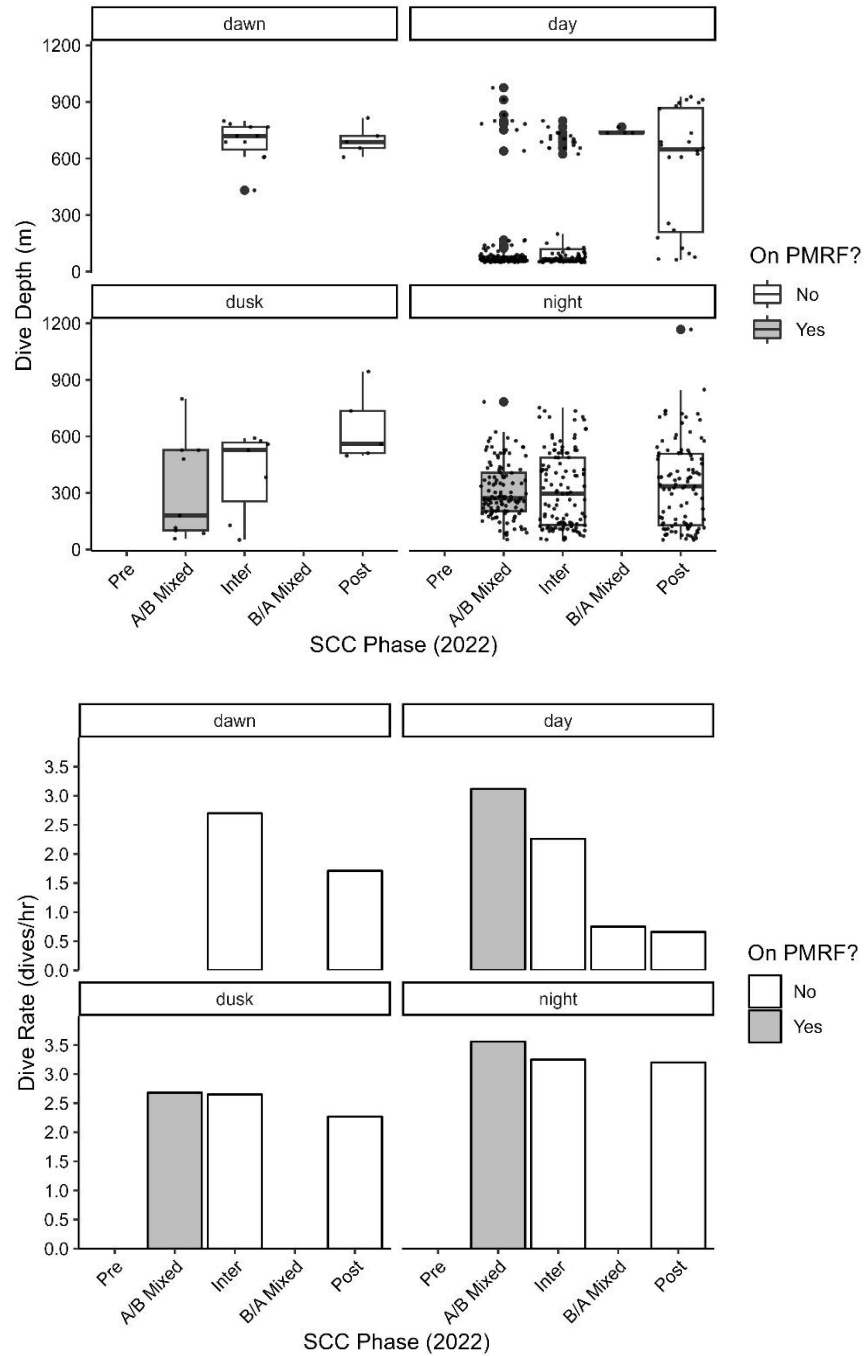 dawn
day
1200
900
600
300
0
dusk
night
1200
900
600
300
0
Dive Depth (m)
Pre
A/B Mixed
Inter
B/A Mixed
Post
Pre
A/B Mixed
Inter
B/A Mixed
Post
SCC Phase (2022)
On PMRF?
No
Yes
dawn
day
3.5
3.0
2.5
2.0
1.5
1.0
0.5
0.0
dusk
night
3.5
3.0
2.5
2.0
1.5
1.0
0.5
0.0
Dive Rate (dives/hr)
Pre
A/B Mixed
Inter
B/A Mixed
Post
Pre
A/B Mixed
Inter
B/A Mixed
Post
SCC Phase (2022)
On PMRF?
No
Yes